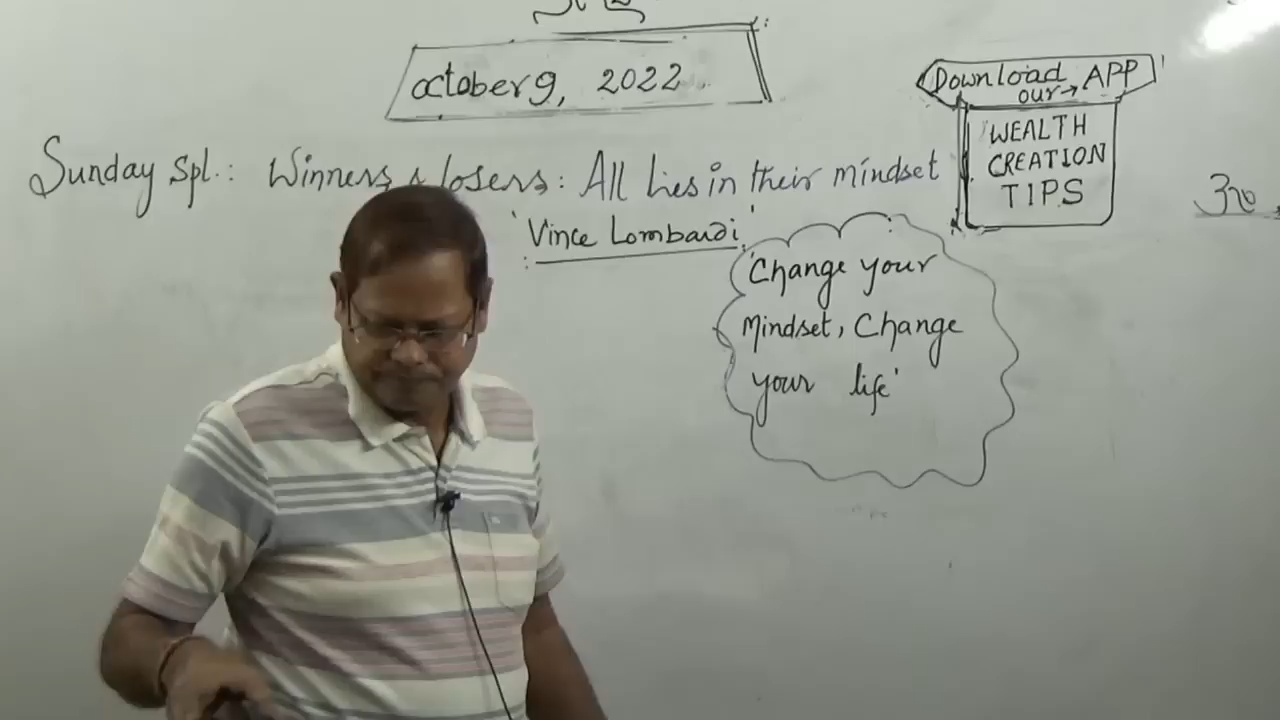 October 9, 2022
Download
our → APP
WEALTH
CREATION
TIPS
Sunday Spl.: Winners & losers: All Lies in their mindset
'Vince Lombardi'
'Change your
Mindset, Change
your life'